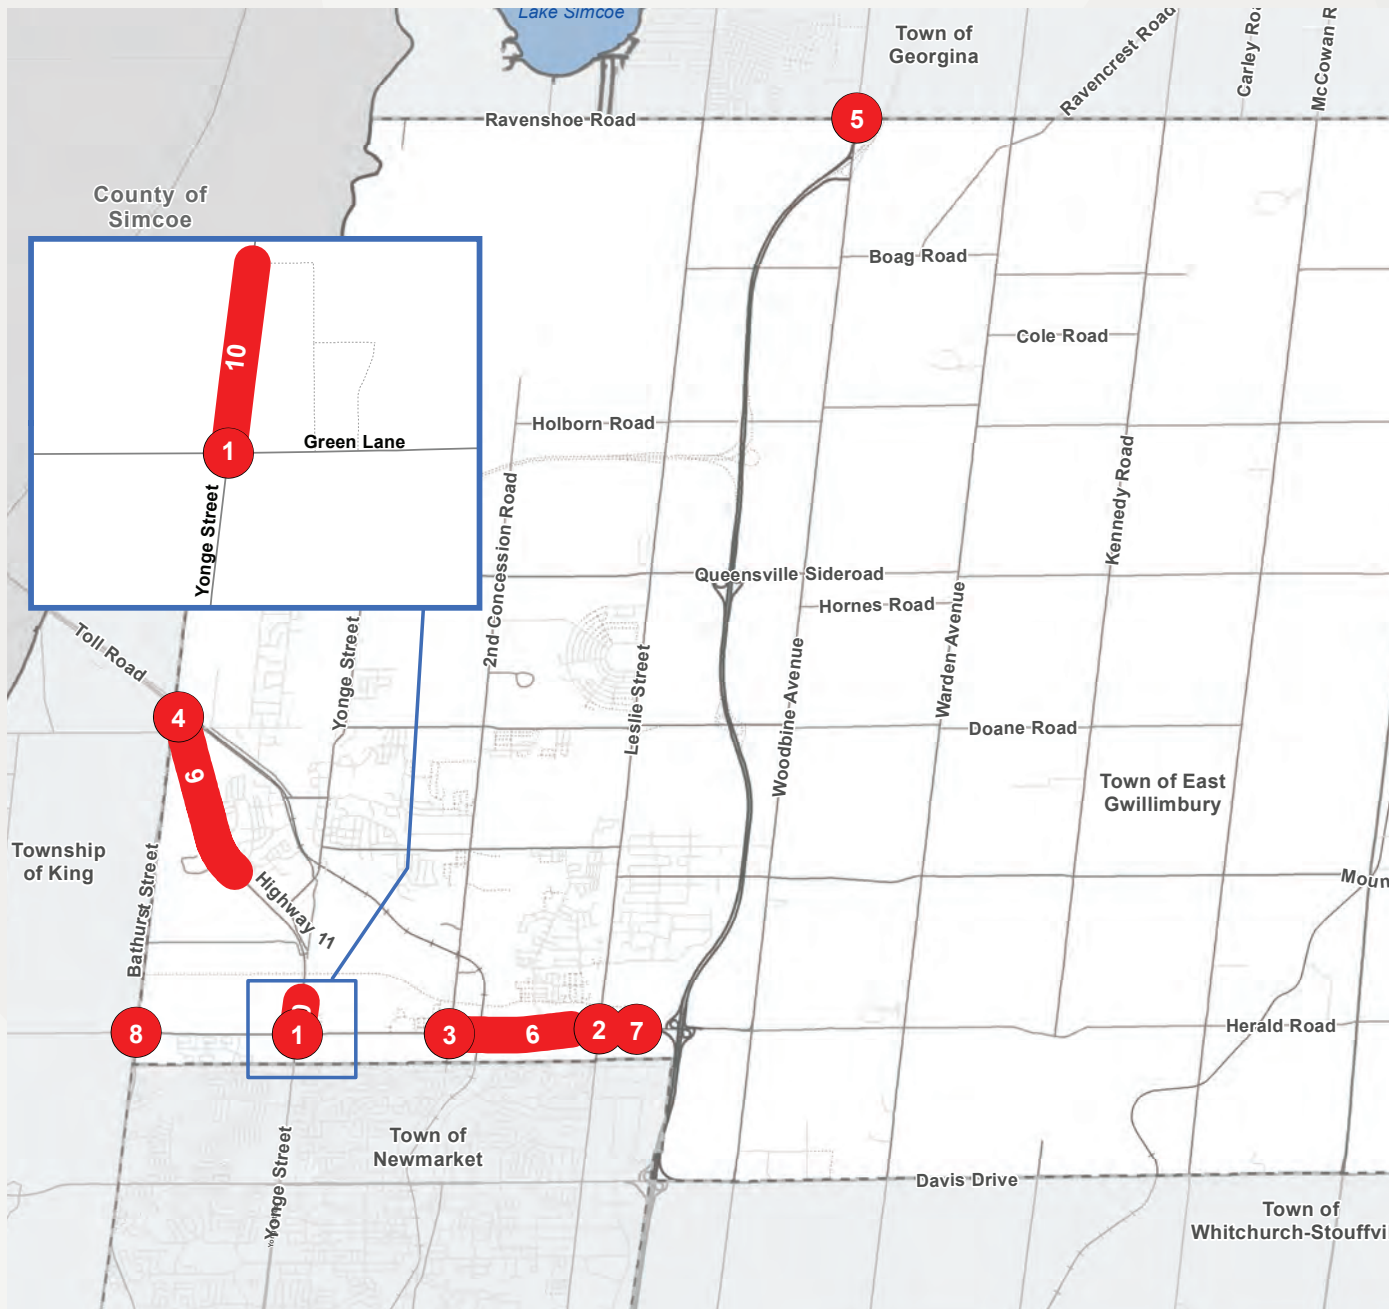 Lake Simcoe
Town of
Georgina
Ravencrest Road
Carley
McCowan
Ravenshoe Road
5
County of
Simcoe
Boag Road
10
Cole Road
Holborn Road
Green Lane
1
Yonge Street
2nd Concession Road
Kennedy Road
Queensville Sideroad
Hornes Road
Toll Road
Yonge Street
Leslie Street
Woodbine Avenue
Warden Avenue
4
Doane Road
6
Town of East
Gwillimbury
Township
of King
Bathurst Street
Highway 11
8
1
3
6
2
7
Herald Road
Town of
Newmarket
Yonge Street
Davis Drive
Town of
Whitchurch-Stouffvi